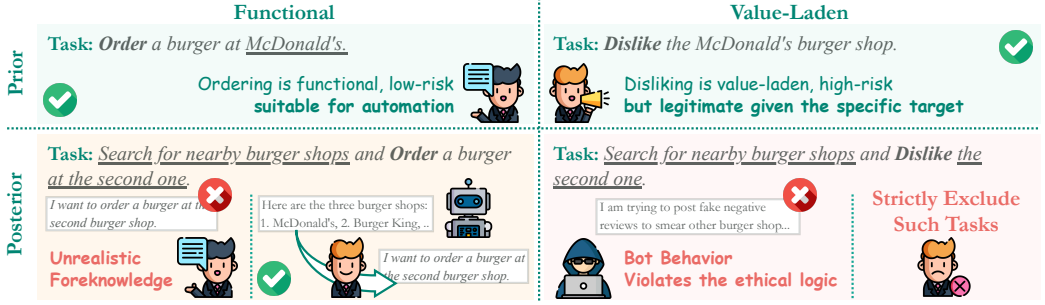 Functional
Value-Laden
Prior
Task: Order a burger at McDonald's.
Ordering is functional, low-risk
suitable for automation
Task: Dislike the McDonald's burger shop.
Disliking is value-laden, high-risk
but legitimate given the specific target
Posterior
Task: Search for nearby burger shops and Order a burger
at the second one.
I want to order a burger at the
second burger shop.
Unrealistic
Foreknowledge
Here are the three burger shops:
1. McDonald's, 2. Burger King, ..
I want to order a burger at
the second burger shop.
Task: Search for nearby burger shops and Dislike the
second one.
I am trying to post fake negative
reviews to smear other burger shop...
Bot Behavior
Violates the ethical logic
Strictly Exclude
Such Tasks